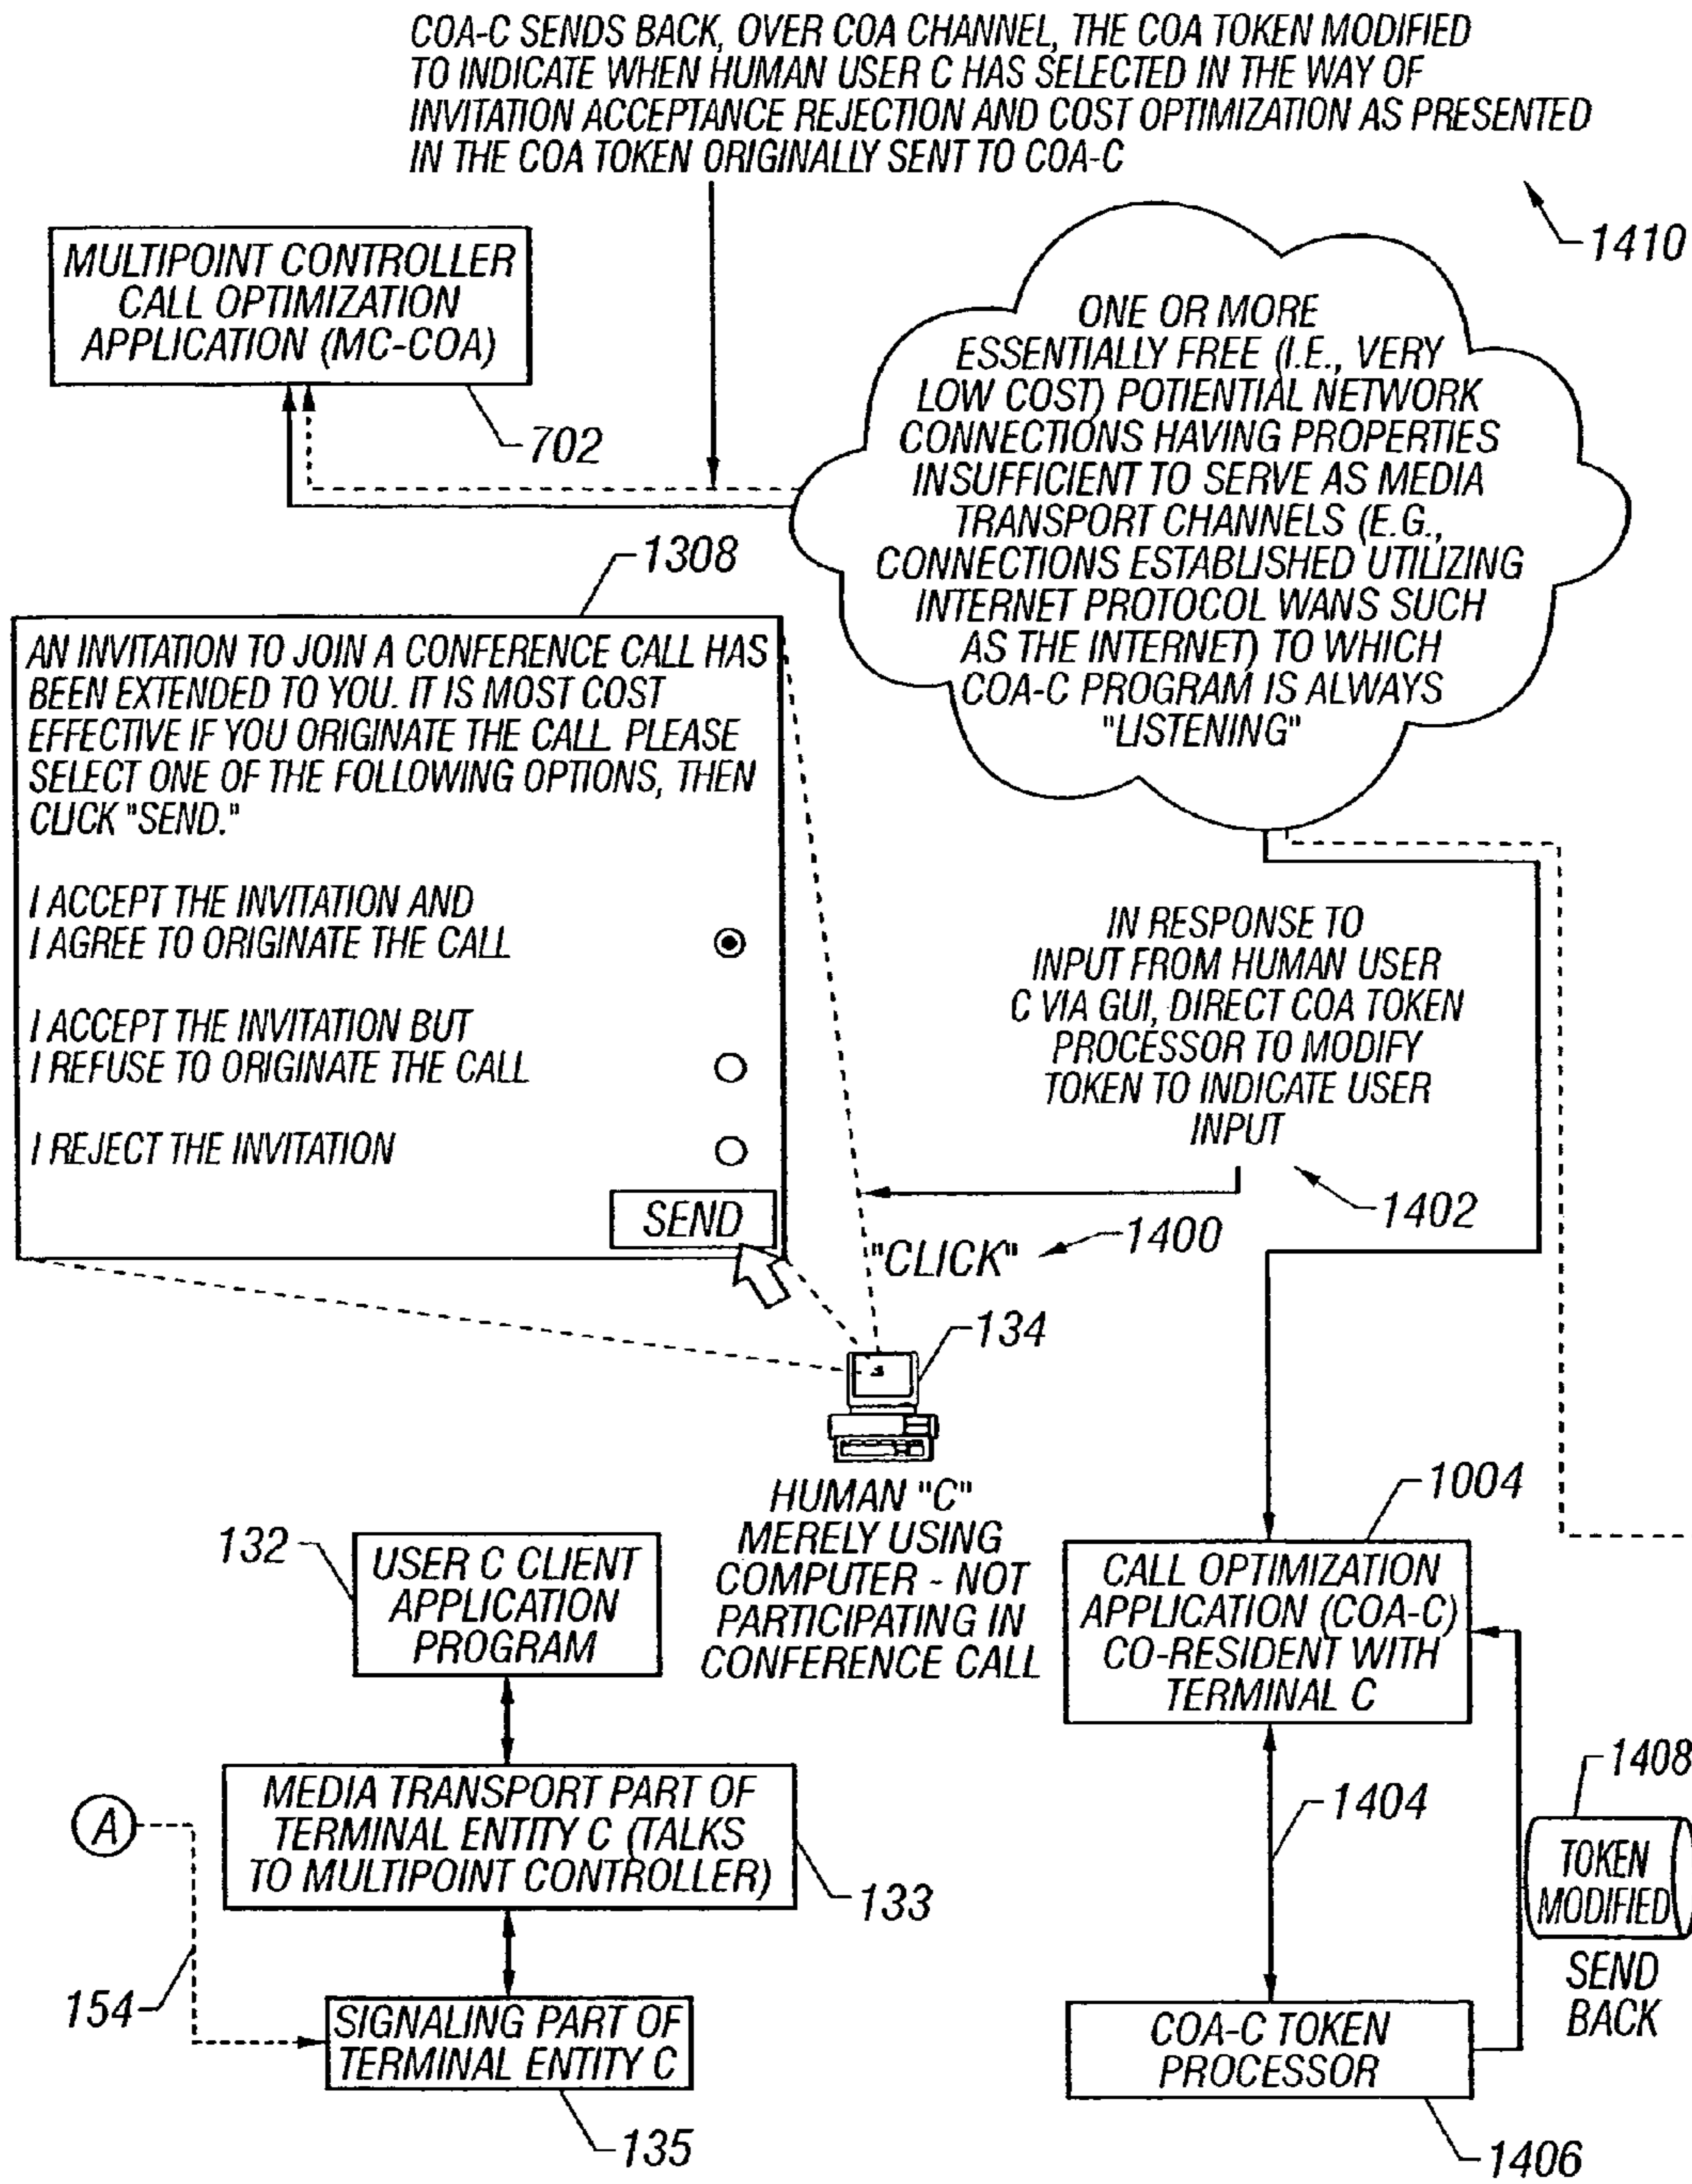 COA-C SENDS BACK, OVER COA CHANNEL, THE COA TOKEN MODIFIED
TO INDICATE WHEN HUMAN USER C HAS SELECTED IN THE WAY OF
INVITATION ACCEPTANCE REJECTION AND COST OPTIMIZATION AS PRESENTED
IN THE COA TOKEN ORIGINALLY SENT TO COA-C
1410
MULTIPOINT CONTROLLER
CALL OPTIMIZATION
APPLICATION (MC-COA)
702
ONE OR MORE
ESSENTIALLY FREE (I.E., VERY
LOW COST) POTIENTIAL NETWORK
CONNECTIONS HAVING PROPERTIES
INSUFFICIENT TO SERVE AS MEDIA
TRANSPORT CHANNELS (E.G.,
CONNECTIONS ESTABLISHED UTILIZING
INTERNET PROTOCOL WANS SUCH
AS THE INTERNET) TO WHICH
COA-C PROGRAM IS ALWAYS
"LISTENING"
1308
AN INVITATION TO JOIN A CONFERENCE CALL HAS
BEEN EXTENDED TO YOU. IT IS MOST COST
EFFECTIVE IF YOU ORIGINATE THE CALL. PLEASE
SELECT ONE OF THE FOLLOWING OPTIONS, THEN
CLICK "SEND."
I ACCEPT THE INVITATION AND
I AGREE TO ORIGINATE THE CALL
I ACCEPT THE INVITATION BUT
I REFUSE TO ORIGINATE THE CALL
I REJECT THE INVITATION
SEND
IN RESPONSE TO
INPUT FROM HUMAN USER
C VIA GUI, DIRECT COA TOKEN
PROCESSOR TO MODIFY
TOKEN TO INDICATE USER
INPUT
1402
"CLICK"
1400
134
HUMAN "C"
MERELY USING
COMPUTER - NOT
PARTICIPATING IN
CONFERENCE CALL
1004
CALL OPTIMIZATION
APPLICATION (COA-C)
CO-RESIDENT WITH
TERMINAL C
132
USER C CLIENT
APPLICATION
PROGRAM
MEDIA TRANSPORT PART OF
TERMINAL ENTITY C (TALKS
TO MULTIPOINT CONTROLLER)
133
A
154
SIGNALING PART OF
TERMINAL ENTITY C
135
1404
1408
TOKEN
MODIFIED
SEND
BACK
COA-C TOKEN
PROCESSOR
1406